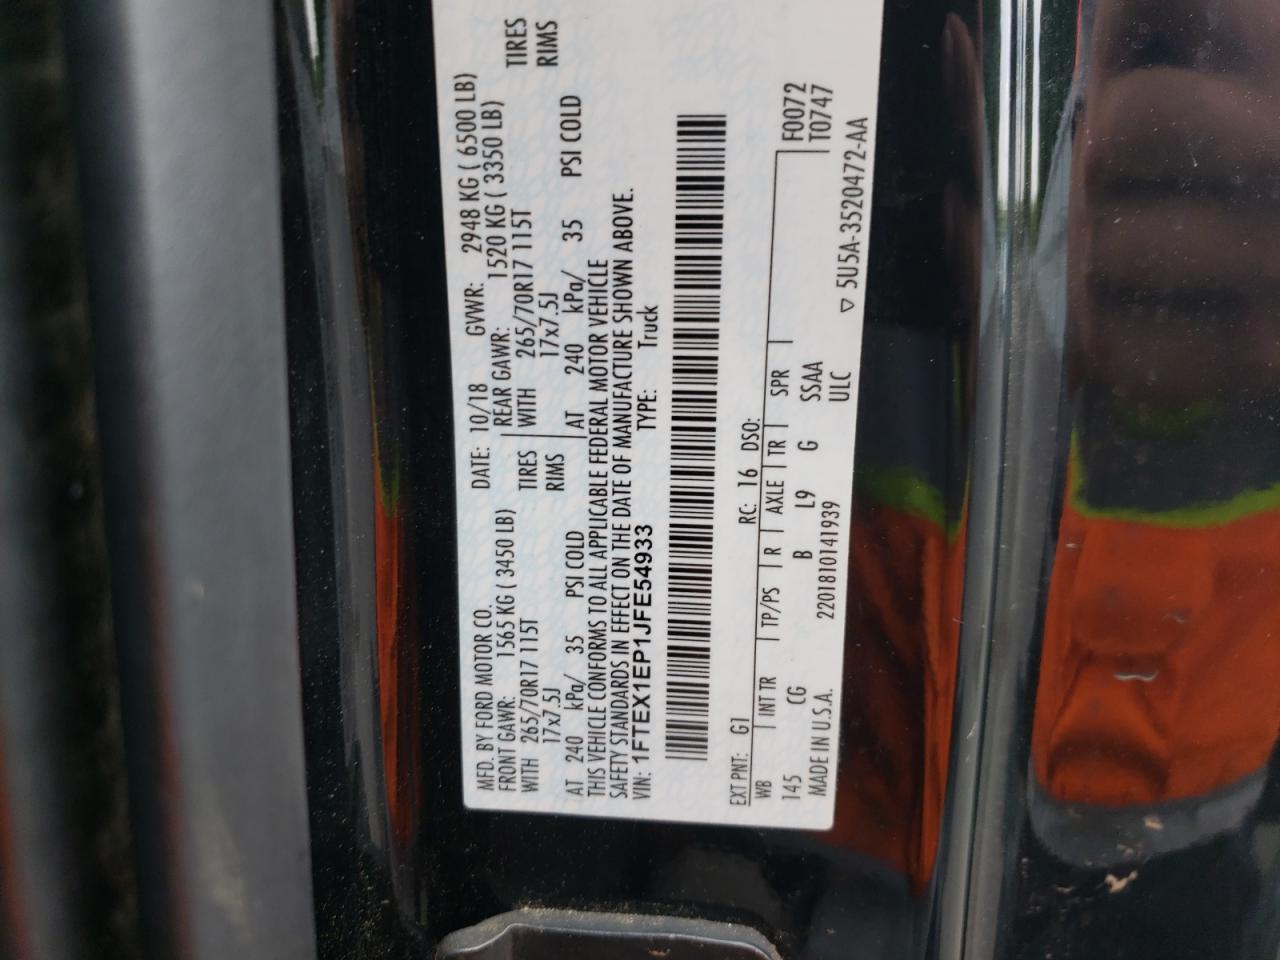 MFD. BY FORD MOTOR CO. DATE: 10/18 GVWR: 2948 KG ( 6500 LB)
FRONT GAWR: 1565 KG ( 3450 LB) REAR GAWR: 1520 KG ( 3350 LB)
WITH 265/70R17 115T TIRES WITH 265/70R17 115T TIRES
17x7.5J RIMS 17x7.5J RIMS
AT 240 kPa/ 35 PSI COLD AT 240 kPa/ 35 PSI COLD
THIS VEHICLE CONFORMS TO ALL APPLICABLE FEDERAL MOTOR VEHICLE
SAFETY STANDARDS IN EFFECT ON THE DATE OF MANUFACTURE SHOWN ABOVE.
VIN: 1FTEX1EP1JFE54933 TYPE: Truck
EXT PNT: G1 RC: 16 DSO:
WB INT TR TP/PS R AXLE TR SPR F0072
145 CG B L9 G SSAA T0747
MADE IN U.S.A. 220181014​1939 ULC
▽ 5U5A-3520472-AA